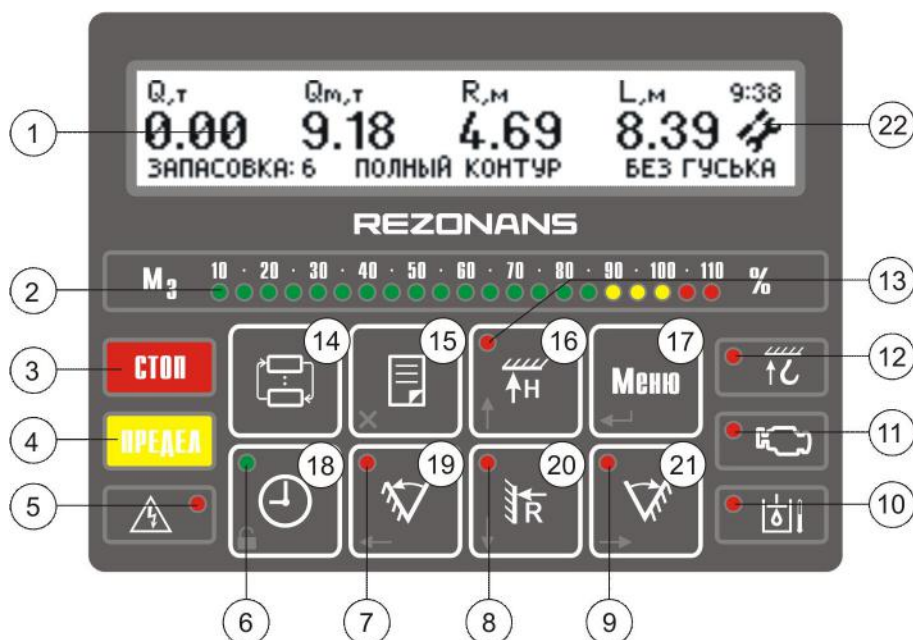 Q,т Qm,т R,м L,м 9:38
0.00 9.18 4.69 8.39
ЗАПАСОВКА: 6 ПОЛНЫЙ КОНТУР БЕЗ ГУСЬКА
1
22
REZONANS
M3 10 · 20 · 30 · 40 · 50 · 60 · 70 · 80 · 90 · 100 · 110 %
2
13
СТОП
3
14
15
H
16
Меню
17
12
ПРЕДЕЛ
4
11
5
18
19
R
20
21
10
6
7
8
9